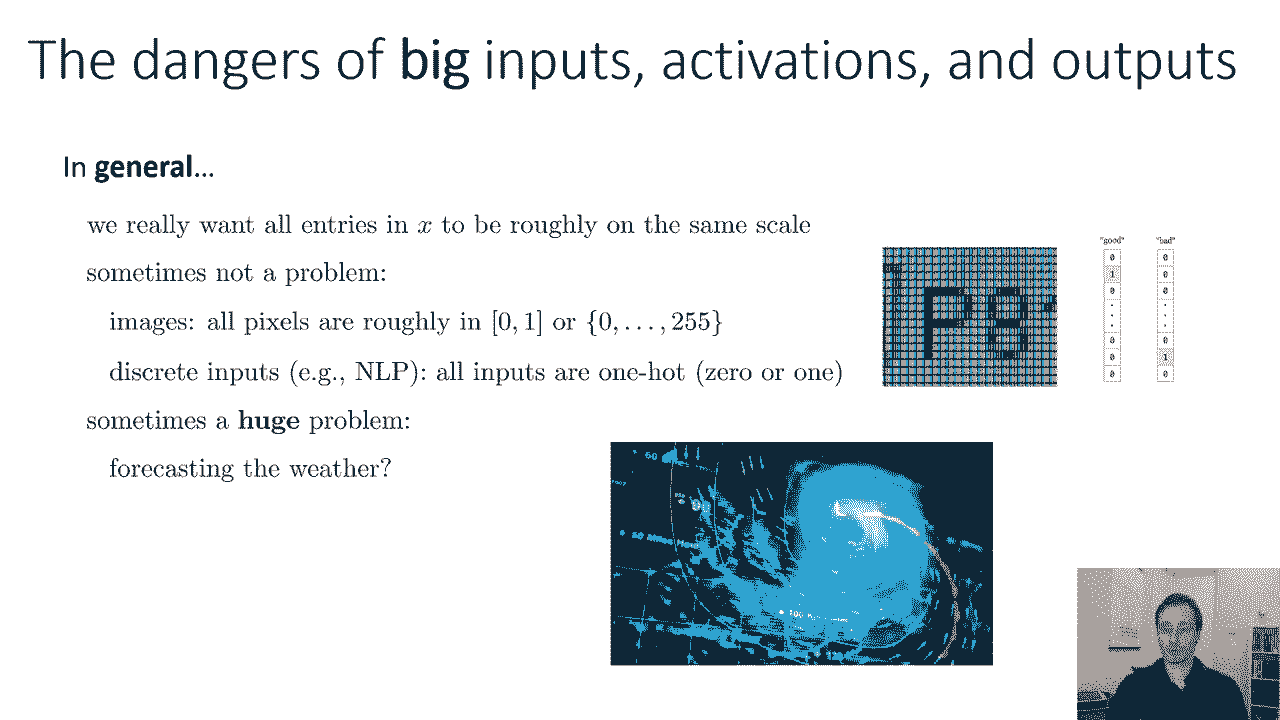 The dangers of big inputs, activations, and outputs
In general...
we really want all entries in x to be roughly on the same scale
sometimes not a problem:
images: all pixels are roughly in [0, 1] or {0, . . . , 255}
discrete inputs (e.g., NLP): all inputs are one-hot (zero or one)
sometimes a huge problem:
forecasting the weather?
"good" "bad"
0 0
1 0
0 0
. .
. .
. .
0 0
0 1
0 0
60